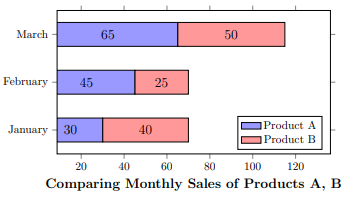 March 65 50
February 45 25
January 30 40
Product A
Product B
20 40 60 80 100 120
Comparing Monthly Sales of Products A, B